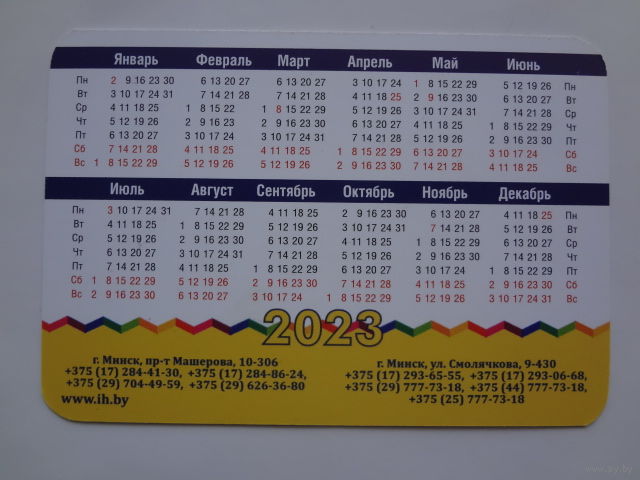 Январь Февраль Март Апрель Май Июнь
Пн 2 9 16 23 30 6 13 20 27 6 13 20 27 3 10 17 24 1 8 15 22 29 5 12 19 26 Пн
Вт 3 10 17 24 31 7 14 21 28 7 14 21 28 4 11 18 25 2 9 16 23 30 6 13 20 27 Вт
Ср 4 11 18 25 1 8 15 22 1 8 15 22 29 5 12 19 26 3 10 17 24 31 7 14 21 28 Ср
Чт 5 12 19 26 2 9 16 23 2 9 16 23 30 6 13 20 27 4 11 18 25 1 8 15 22 29 Чт
Пт 6 13 20 27 3 10 17 24 3 10 17 24 31 7 14 21 28 5 12 19 26 2 9 16 23 30 Пт
Сб 7 14 21 28 4 11 18 25 4 11 18 25 1 8 15 22 29 6 13 20 27 3 10 17 24 Сб
Вс 1 8 15 22 29 5 12 19 26 5 12 19 26 2 9 16 23 30 7 14 21 28 4 11 18 25 Вс
Июль Август Сентябрь Октябрь Ноябрь Декабрь
Пн 3 10 17 24 31 7 14 21 28 4 11 18 25 2 9 16 23 30 6 13 20 27 4 11 18 25 Пн
Вт 4 11 18 25 1 8 15 22 29 5 12 19 26 3 10 17 24 31 7 14 21 28 5 12 19 26 Вт
Ср 5 12 19 26 2 9 16 23 30 6 13 20 27 4 11 18 25 1 8 15 22 29 6 13 20 27 Ср
Чт 6 13 20 27 3 10 17 24 31 7 14 21 28 5 12 19 26 2 9 16 23 30 7 14 21 28 Чт
Пт 7 14 21 28 4 11 18 25 1 8 15 22 29 6 13 20 27 3 10 17 24 1 8 15 22 29 Пт
Сб 1 8 15 22 29 5 12 19 26 2 9 16 23 30 7 14 21 28 4 11 18 25 2 9 16 23 30 Сб
Вс 2 9 16 23 30 6 13 20 27 3 10 17 24 1 8 15 22 29 5 12 19 26 3 10 17 24 31 Вс
2023
г. Минск, пр-т Машерова, 10-306
+375 (17) 284-41-30, +375 (17) 284-86-24,
+375 (29) 704-49-59, +375 (29) 626-36-80
www.ih.by
г. Минск, ул. Смолячкова, 9-430
+375 (17) 293-65-55, +375 (17) 293-06-68,
+375 (29) 777-73-18, +375 (44) 777-73-18,
+375 (25) 777-73-18